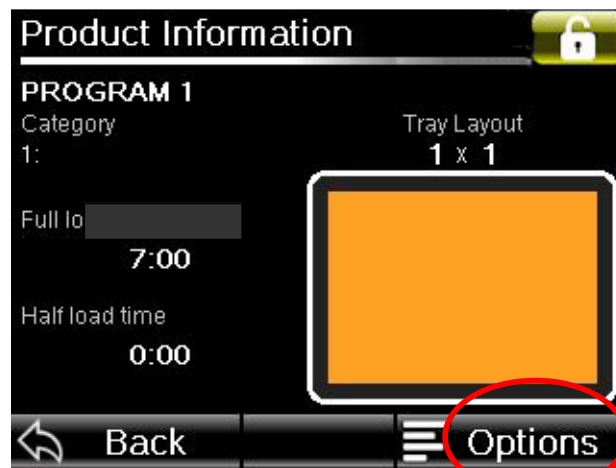 Product Information
PROGRAM 1
Category
1:
Tray Layout
1 x 1
Full
7:00
Half load time
0:00
Back
Options